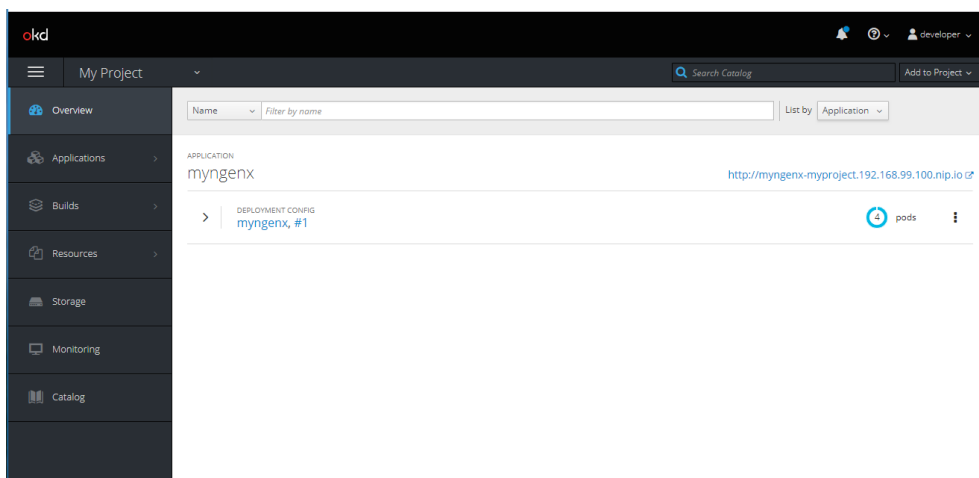 okd
developer
My Project
Search Catalog
Add to Project
Overview
Applications
Builds
Resources
Storage
Monitoring
Catalog
Name
Filter by name
List by
Application
APPLICATION
myngenx
http://myngenx-myproject.192.168.99.100.nip.io
DEPLOYMENT CONFIG
myngenx, #1
4 pods